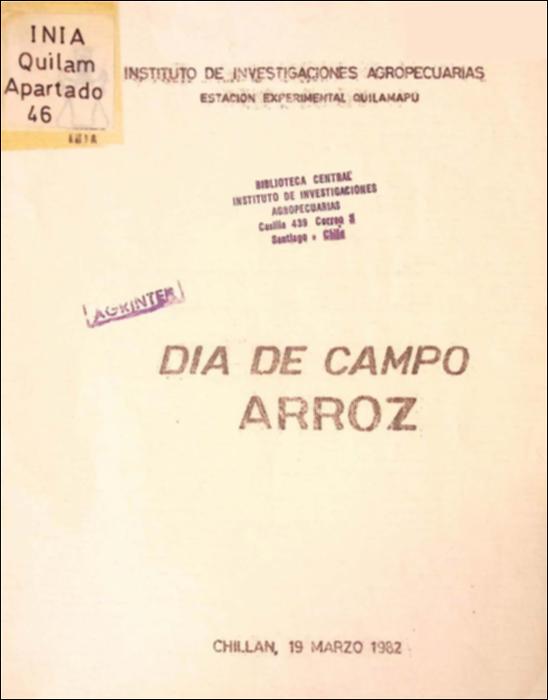 INIA
Quilam
Apartado
46
INIA
INSTITUTO DE INVESTIGACIONES AGROPECUARIAS
ESTACION EXPERIMENTAL QUILAMAPU
BIBLIOTECA CENTRAL
INSTITUTO DE INVESTIGACIONES
AGROPECUARIAS
Casilla 439 Correo 3
Santiago - Chile
AGRINTER
DIA DE CAMPO
ARROZ
CHILLAN, 19 MARZO 1982